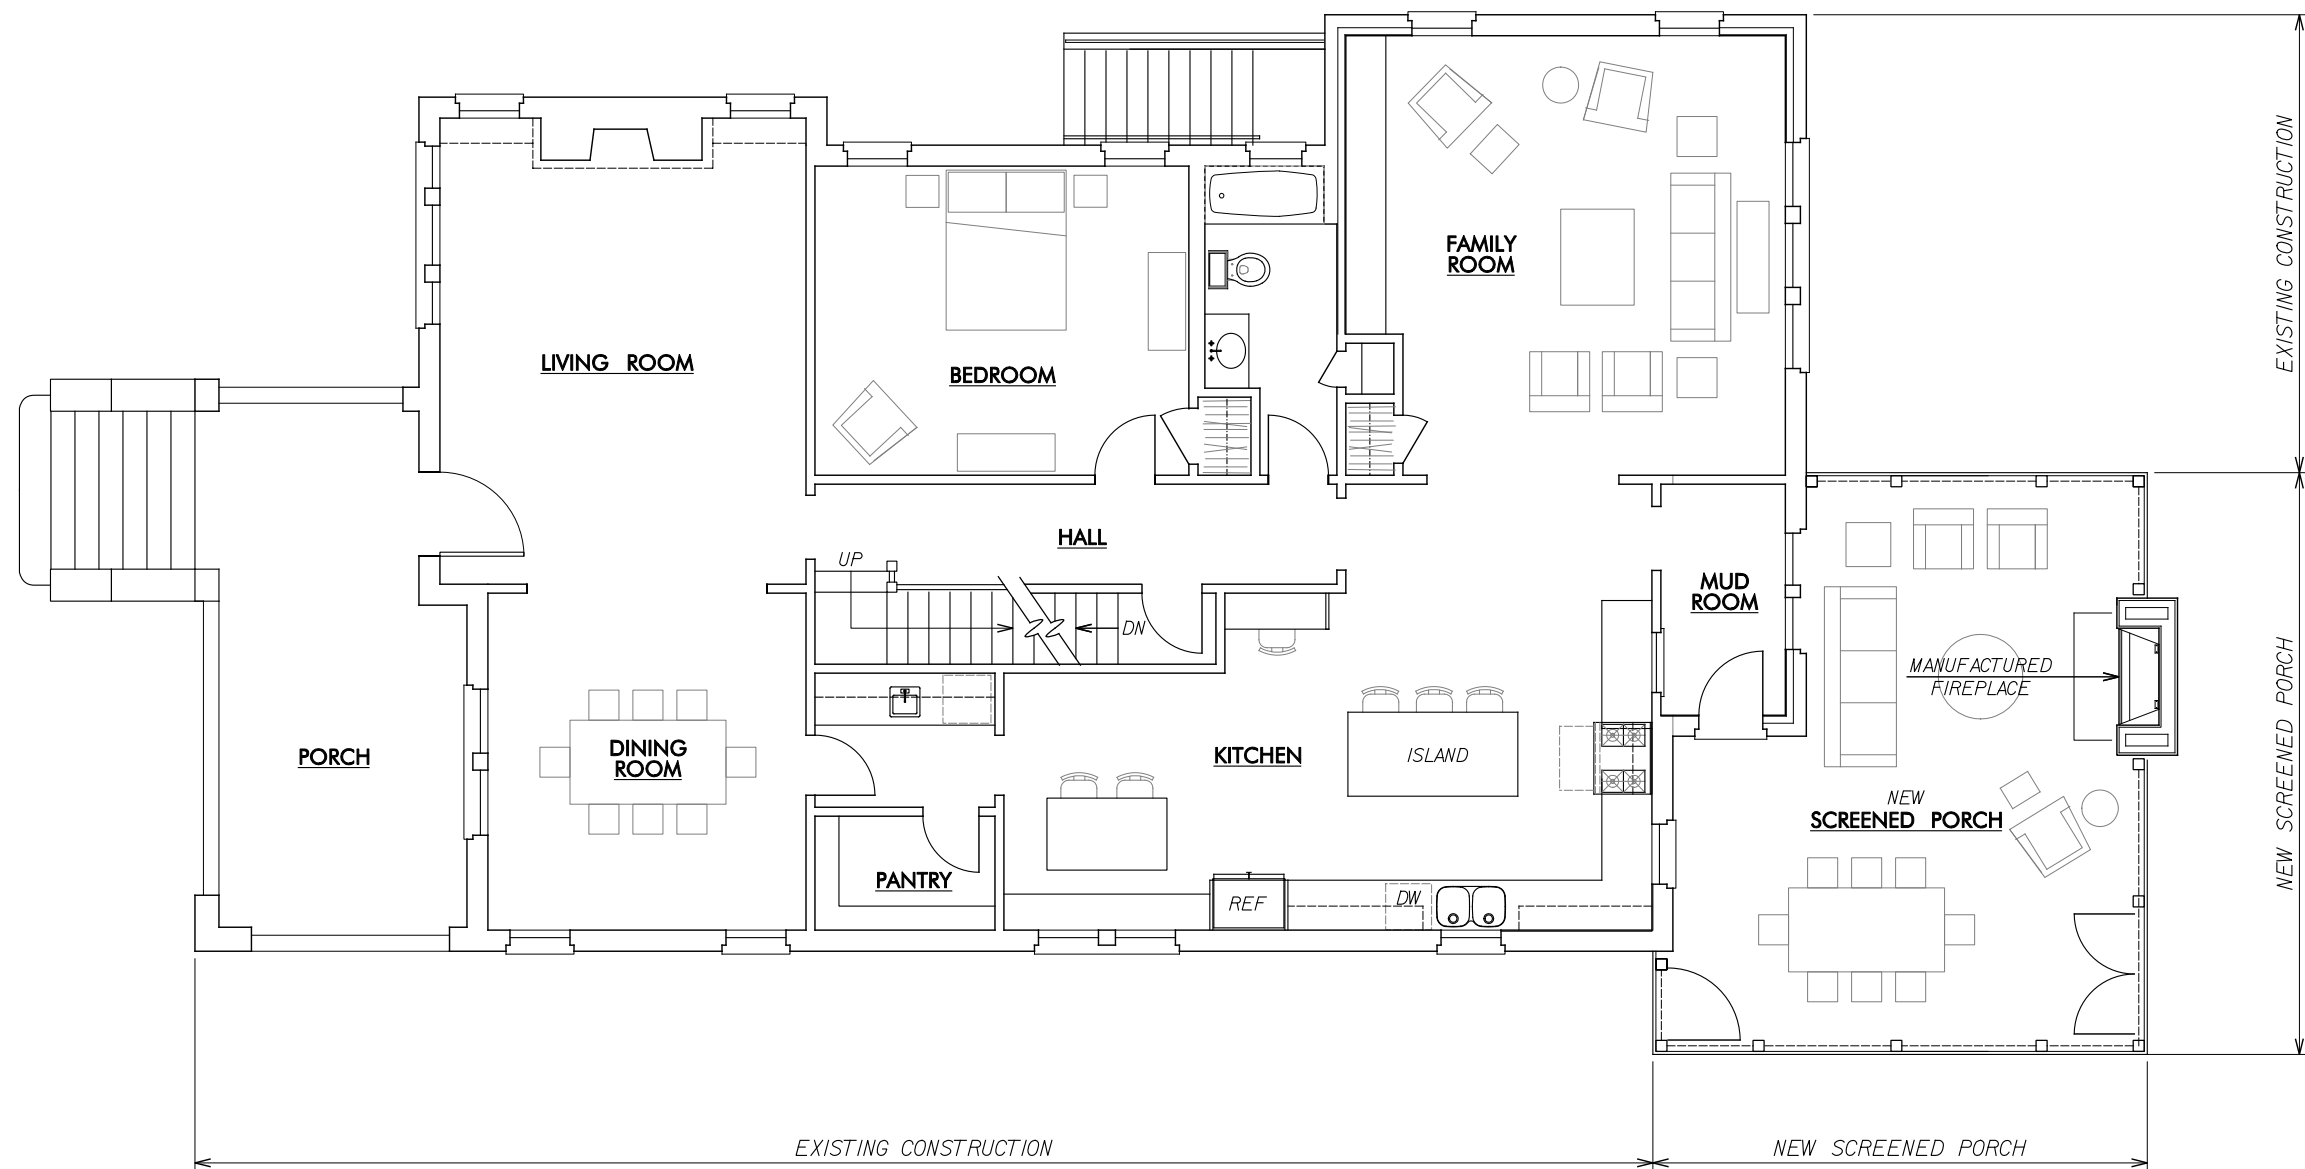 FAMILY
ROOM
EXISTING CONSTRUCTION
LIVING ROOM
BEDROOM
HALL
UP
DN
MUD
ROOM
MANUFACTURED
FIREPLACE
PORCH
DINING
ROOM
KITCHEN
ISLAND
NEW
SCREENED PORCH
NEW SCREENED PORCH
PANTRY
REF
DW
EXISTING CONSTRUCTION
NEW SCREENED PORCH